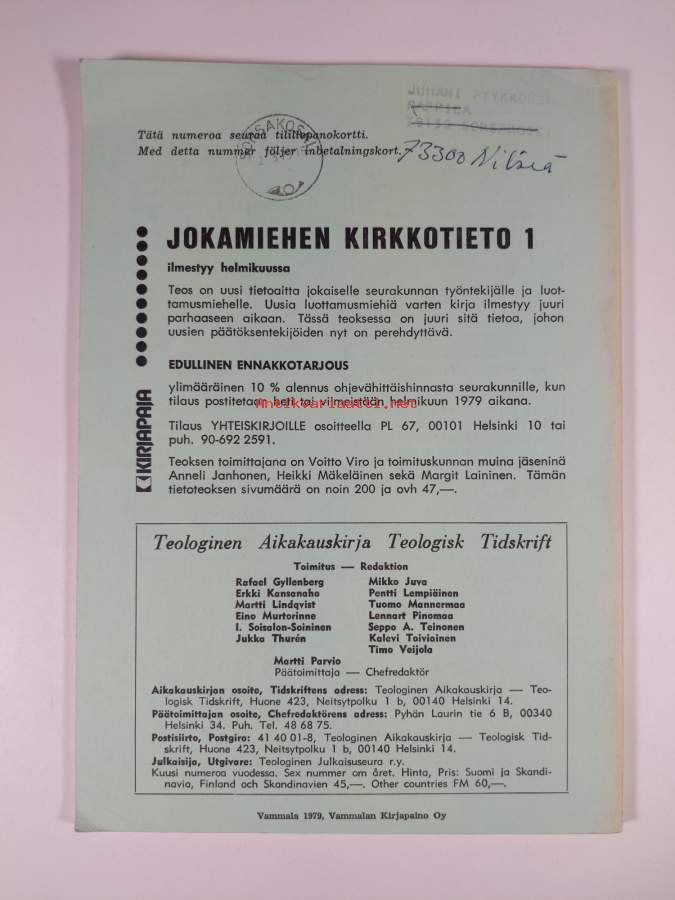 JUHANI
Tätä numeroa seuraa tilillepanokortti.
Med detta nummer följer inbetalningskort.
73300 Nilsiä
JOKAMIEHEN KIRKKOTIETO 1
ilmestyy helmikuussa
Teos on uusi tietoaitta jokaiselle seurakunnan työntekijälle ja luot-
tamusmiehelle. Uusia luottamusmiehiä varten kirja ilmestyy juuri
parhaaseen aikaan. Tässä teoksessa on juuri sitä tietoa, johon
uusien päätöksentekijöiden nyt on perehdyttävä.
EDULLINEN ENNAKKOTARJOUS
ylimääräinen 10 % alennus ohjevähittäishinnasta seurakunnille, kun
tilaus postitetaan heti tai viimeistään helmikuun 1979 aikana.
Antikvariaatti.net
Tilaus YHTEISKIRJOILLE osoitteella PL 67, 00101 Helsinki 10 tai
puh. 90-692 2591.
KIRJAPAJA
Teoksen toimittajana on Voitto Viro ja toimituskunnan muina jäseninä
Anneli Janhonen, Heikki Mäkeläinen sekä Margit Laininen. Tämän
tietoteoksen sivumäärä on noin 200 ja ovh 47,—.
Teologinen Aikakauskirja Teologisk Tidskrift
Toimitus — Redaktion
Rafael Gyllenberg
Erkki Kansanaho
Martti Lindqvist
Eino Murtorinne
I. Soisalon-Soininen
Jukka Thurén
Mikko Juva
Pentti Lempiäinen
Tuomo Mannermaa
Lennart Pinomaa
Seppo A. Teinonen
Kalevi Toiviainen
Timo Veijola
Martti Parvio
Päätoimittaja — Chefredaktör
Aikakauskirjan osoite, Tidskriftens adress: Teologinen Aikakauskirja — Teo-
logisk Tidskrift, Huone 423, Neitsytpolku 1 b, 00140 Helsinki 14.
Päätoimittajan osoite, Chefredaktörens adress: Pyhän Laurin tie 6 B, 00340
Helsinki 34. Puh. Tel. 48 68 75.
Postisiirto, Postgiro: 41 40 01-8, Teologinen Aikakauskirja — Teologisk Tid-
skrift, Huone 423, Neitsytpolku 1 b, 00140 Helsinki 14.
Julkaisija, Utgivare: Teologinen Julkaisuseura r.y.
Kuusi numeroa vuodessa. Sex nummer om året. Hinta, Pris: Suomi ja Skandi-
navia, Finland och Skandinavien 45,—. Other countries FM 60,—.
Vammala 1979, Vammalan Kirjapaino Oy